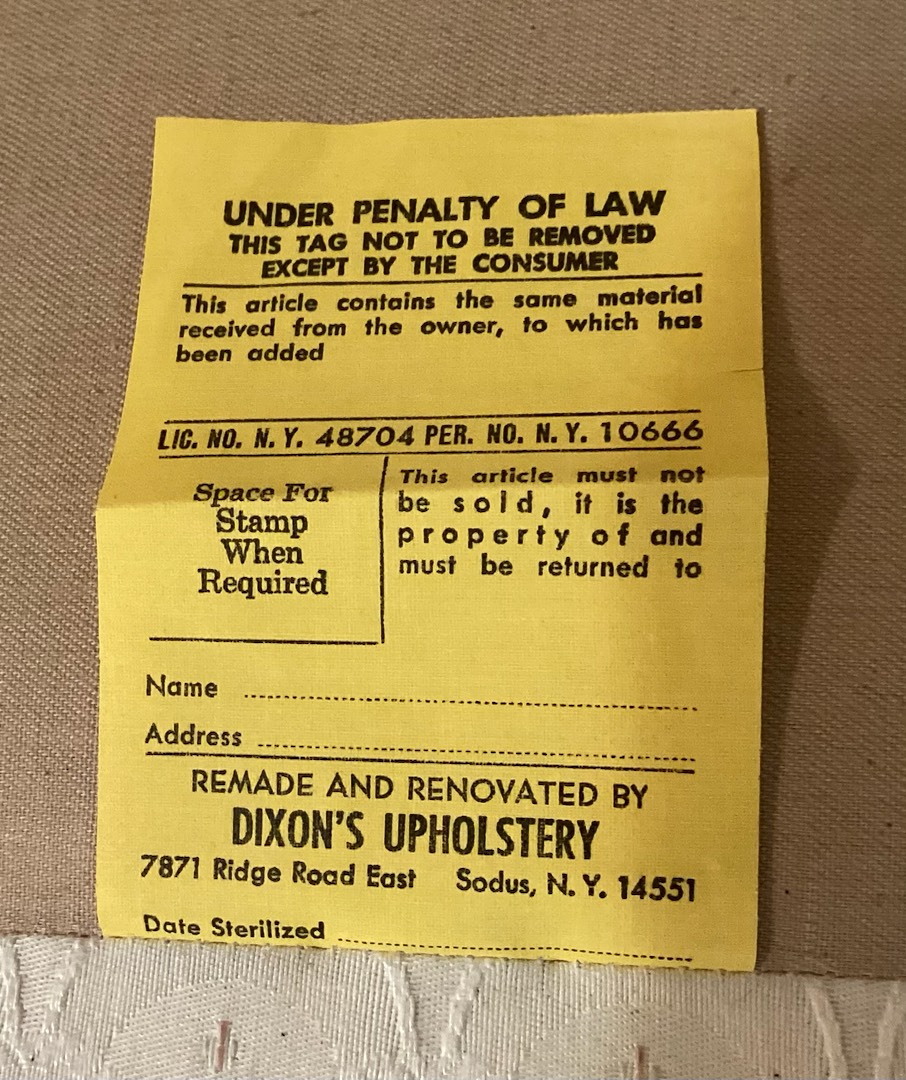 UNDER PENALTY OF LAW
THIS TAG NOT TO BE REMOVED
EXCEPT BY THE CONSUMER
This article contains the same material
received from the owner, to which has
been added
LIC. NO. N. Y. 48704 PER. NO. N. Y. 10666
Space For
Stamp
When
Required
This article must not
be sold, it is the
property of and
must be returned to
Name
Address
REMADE AND RENOVATED BY
DIXON'S UPHOLSTERY
7871 Ridge Road East Sodus, N. Y. 14551
Date Sterilized